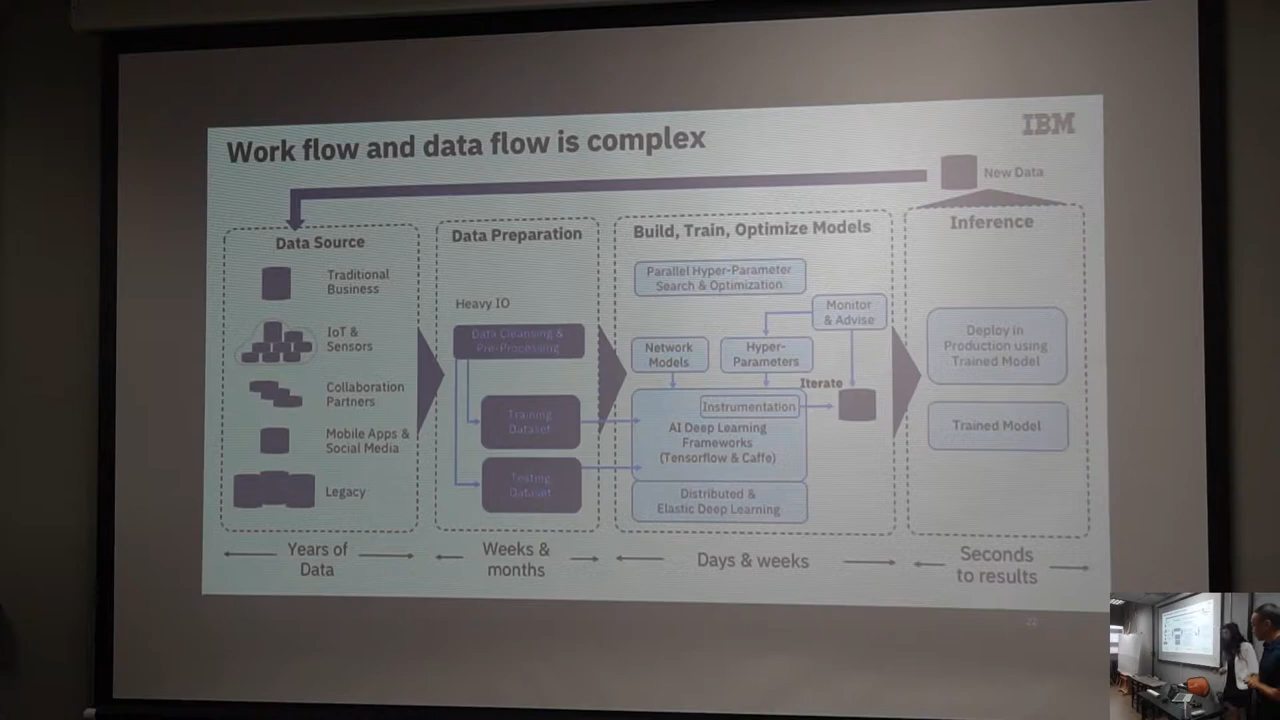 Work flow and data flow is complex
IBM
New Data
Data Source
Traditional
Business
IoT &
Sensors
Collaboration
Partners
Mobile Apps &
Social Media
Legacy
Years of
Data
Data Preparation
Heavy IO
Data Cleansing &
Pre-Processing
Training
Dataset
Testing
Dataset
Weeks &
months
Build, Train, Optimize Models
Parallel Hyper-Parameter
Search & Optimization
Monitor
& Advise
Network
Models
Hyper-
Parameters
Iterate
Instrumentation
AI Deep Learning
Frameworks
(Tensorflow & Caffe)
Distributed &
Elastic Deep Learning
Days & weeks
Inference
Deploy in
Production using
Trained Model
Trained Model
Seconds
to results
22